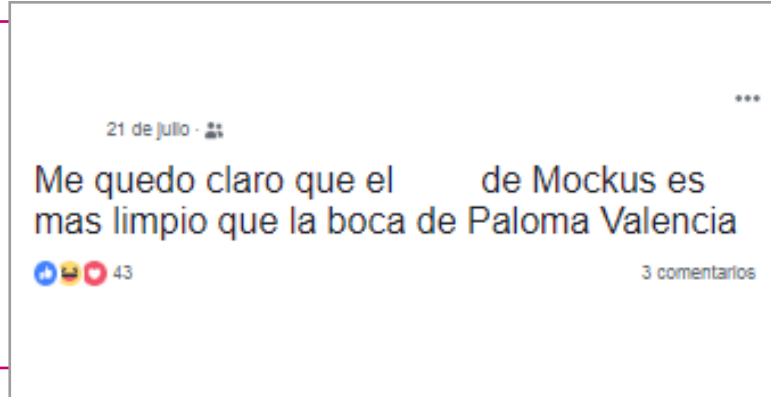 21 de julio ·
Me quedo claro que el de Mockus es
mas limpio que la boca de Paloma Valencia
43
3 comentarios